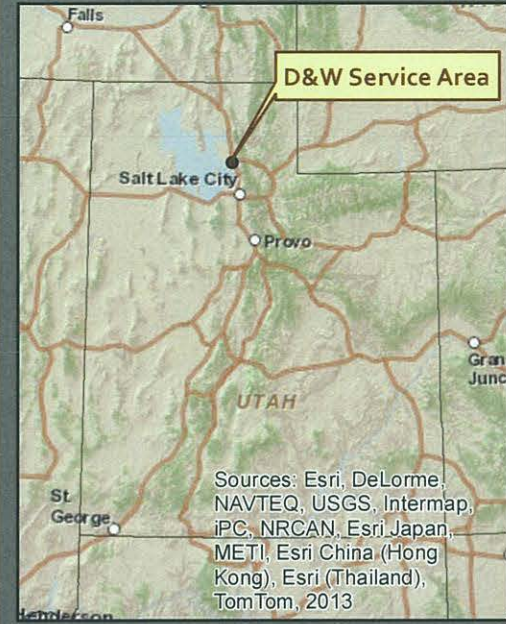 Falls
D&W Service Area
Salt Lake City
Provo
Gran
Junc
UTAH
Sources: Esri, DeLorme,
NAVTEQ, USGS, Intermap,
iPC, NRCAN, Esri Japan,
METI, Esri China (Hong
Kong), Esri (Thailand),
TomTom, 2013
St.
George
Henderson